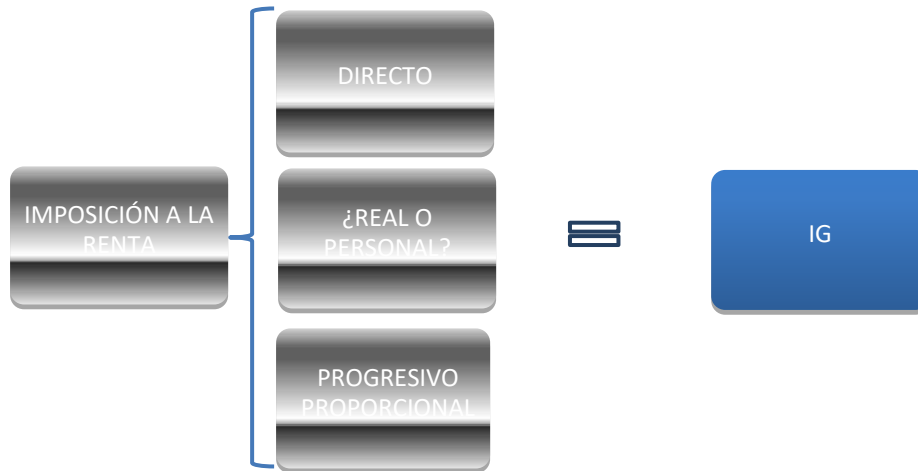 DIRECTO
IMPOSICIÓN A LA
RENTA
¿REAL O
PERSONAL?
IG
PROGRESIVO
PROPORCIONAL